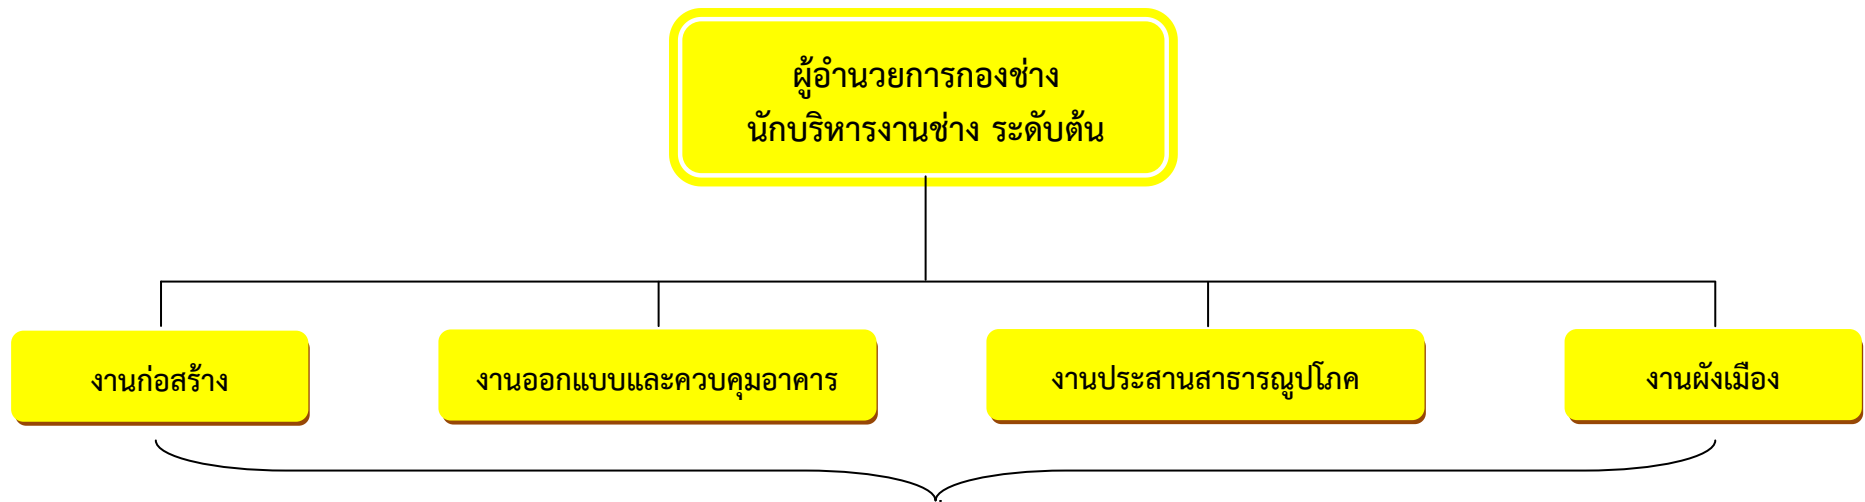 ผู้อำนวยการกองช่าง
นักบริหารงานช่าง ระดับต้น
งานก่อสร้าง
งานออกแบบและควบคุมอาคาร
งานประสานสาธารณูปโภค
งานผังเมือง